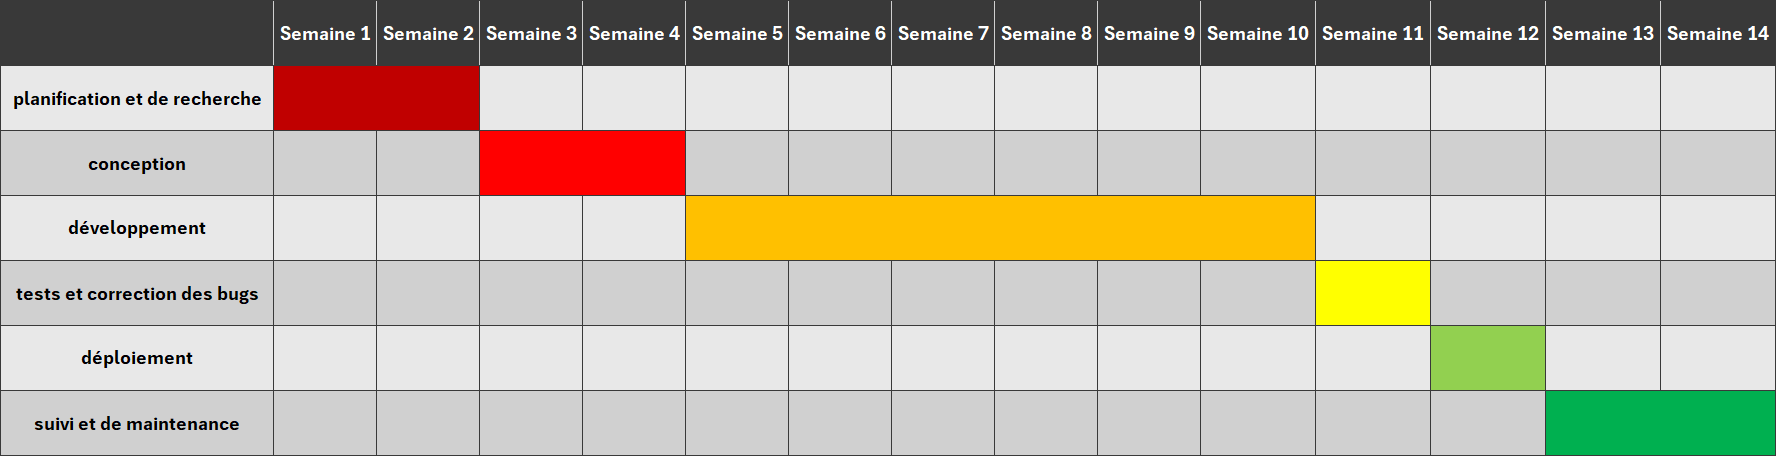 Semaine 1 Semaine 2 Semaine 3 Semaine 4 Semaine 5 Semaine 6 Semaine 7 Semaine 8 Semaine 9 Semaine 10 Semaine 11 Semaine 12 Semaine 13 Semaine 14
planification et de recherche
conception
développement
tests et correction des bugs
déploiement
suivi et de maintenance